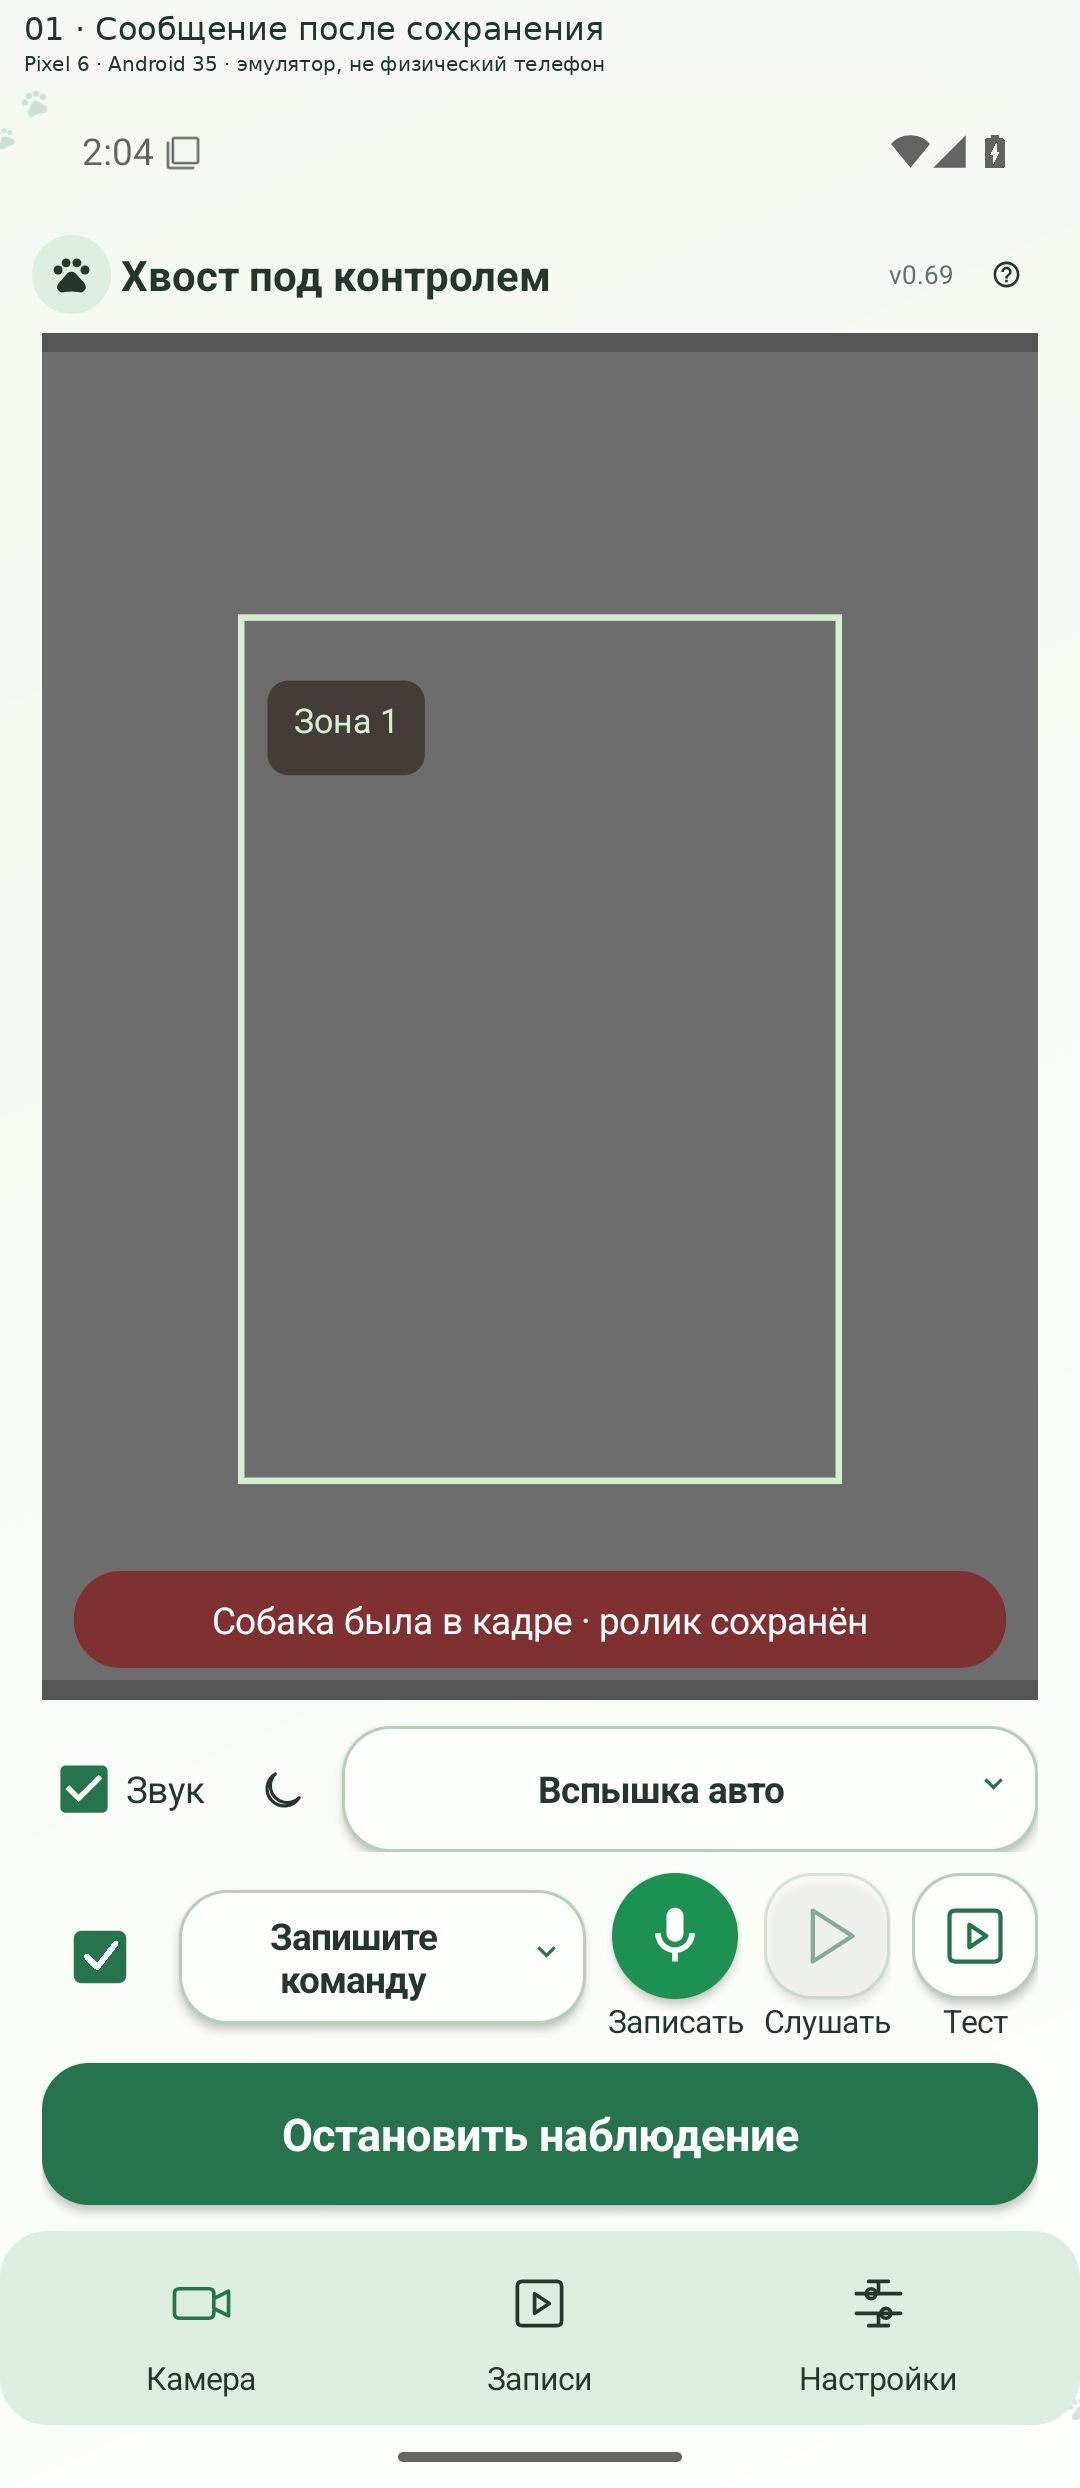 01 · Сообщение после сохранения
Pixel 6 · Android 35 · эмулятор, не физический телефон
2:04
Хвост под контролем
v0.69
Зона 1
Собака была в кадре · ролик сохранён
Звук
Вспышка авто
Запишите
команду
Записать
Слушать
Тест
Остановить наблюдение
Камера
Записи
Настройки